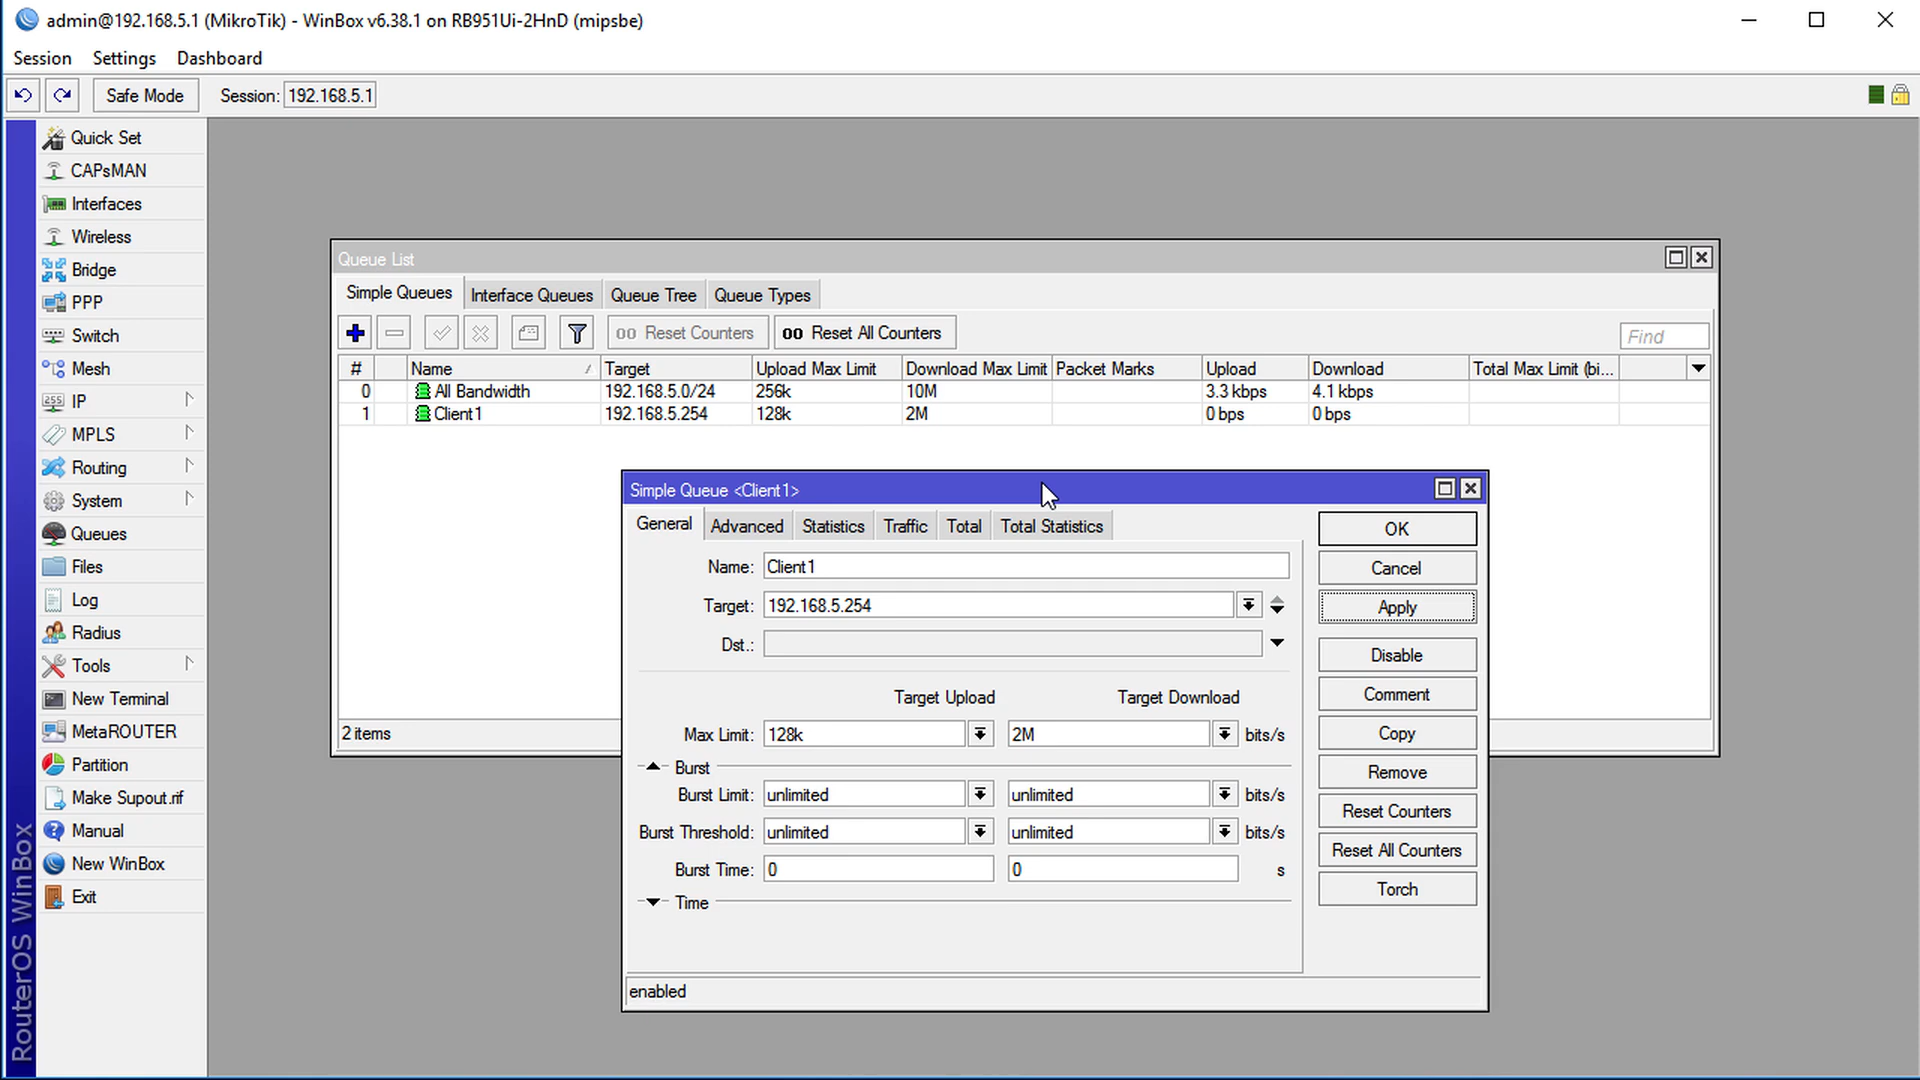 admin@192.168.5.1 (MikroTik) - WinBox v6.38.1 on RB951Ui-2HnD (mipsbe)
Session Settings Dashboard
Safe Mode Session: 192.168.5.1
Quick Set
CAPsMAN
Interfaces
Wireless
Bridge
PPP
Switch
Mesh
IP
MPLS
Routing
System
Queues
Files
Log
Radius
Tools
New Terminal
MetaROUTER
Partition
Make Supout.rif
Manual
New WinBox
Exit
RouterOS WinBox
Queue List
Simple Queues Interface Queues Queue Tree Queue Types
00 Reset Counters 00 Reset All Counters Find
# Name Target Upload Max Limit Download Max Limit Packet Marks Upload Download Total Max Limit (bi...
0 All Bandwidth 192.168.5.0/24 256k 10M 3.3 kbps 4.1 kbps
1 Client1 192.168.5.254 128k 2M 0 bps 0 bps
2 items
Simple Queue <Client1>
General Advanced Statistics Traffic Total Total Statistics
Name: Client1
Target: 192.168.5.254
Dst.:
Target Upload Target Download
Max Limit: 128k 2M bits/s
Burst
Burst Limit: unlimited unlimited bits/s
Burst Threshold: unlimited unlimited bits/s
Burst Time: 0 0 s
Time
enabled
OK
Cancel
Apply
Disable
Comment
Copy
Remove
Reset Counters
Reset All Counters
Torch